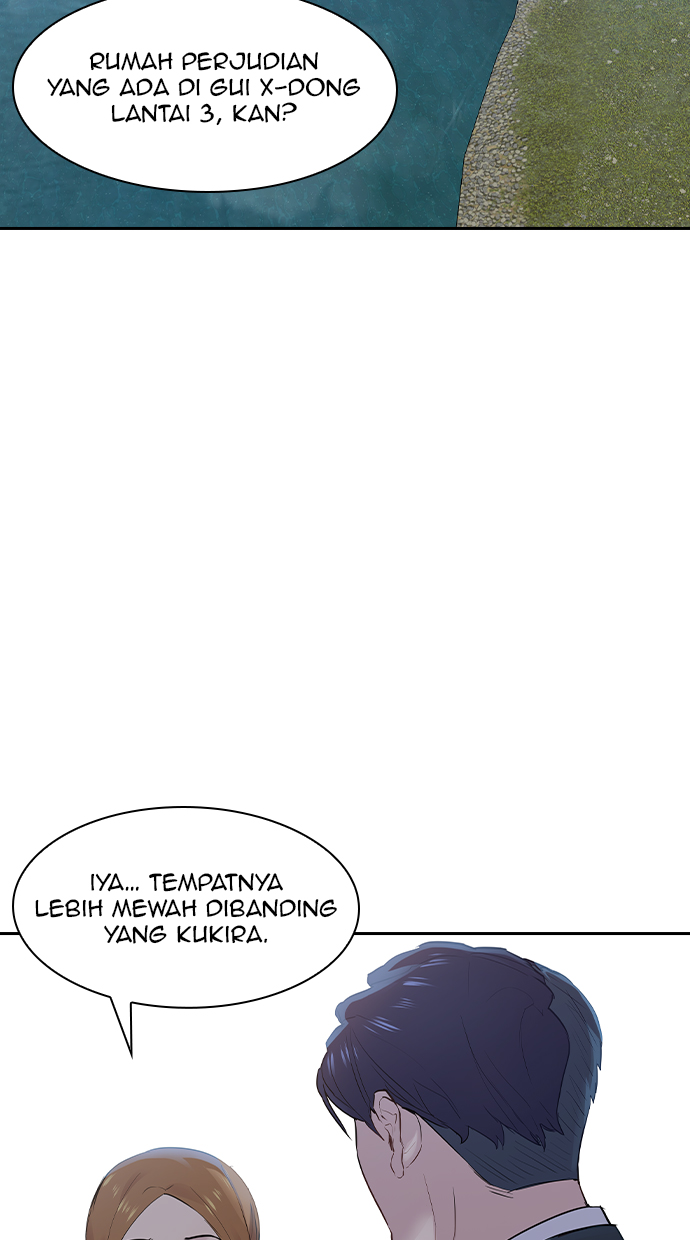 RUMAH PERJUDIAN
YANG ADA DI GUI X-DONG
LANTAI 3, KAN?
IYA... TEMPATNYA
LEBIH MEWAH DIBANDING
YANG KUKIRA.